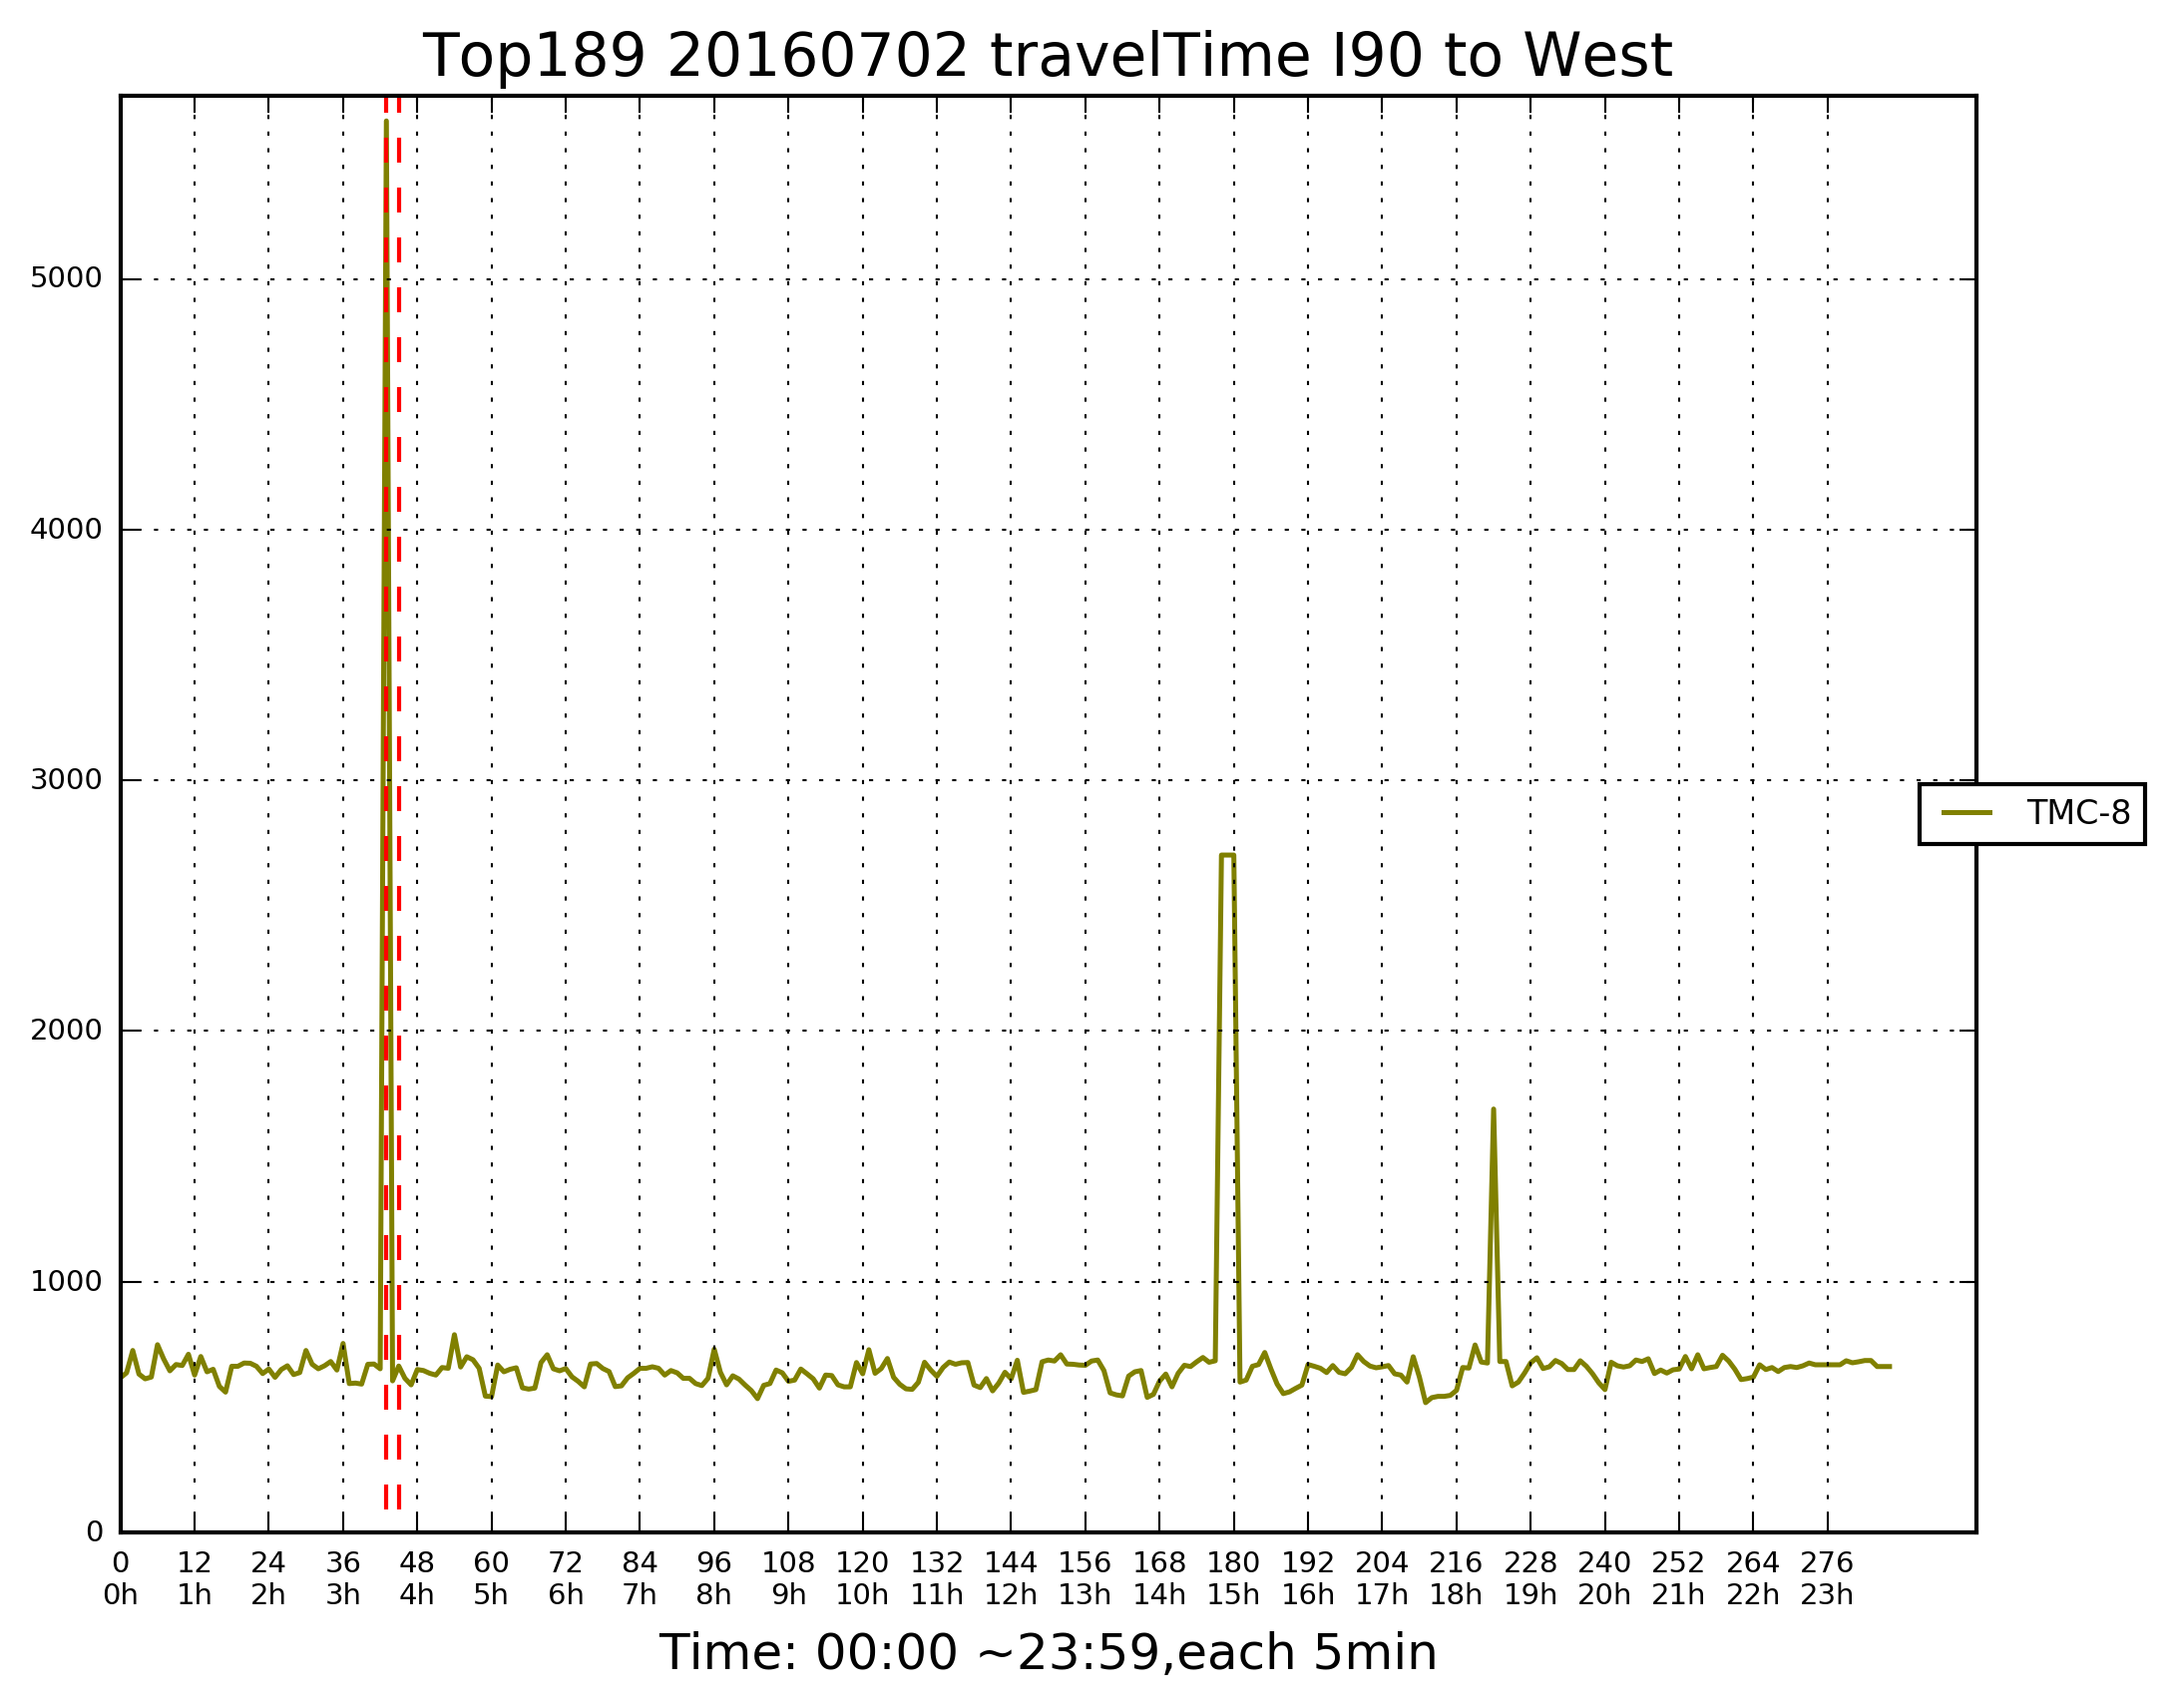 Top189 20160702 travelTime I90 to West
5000
4000
3000
2000
1000
0
TMC-8
0 12 24 36 48 60 72 84 96 108 120 132 144 156 168 180 192 204 216 228 240 252 264 276
0h 1h 2h 3h 4h 5h 6h 7h 8h 9h 10h 11h 12h 13h 14h 15h 16h 17h 18h 19h 20h 21h 22h 23h
Time: 00:00 ~23:59,each 5min